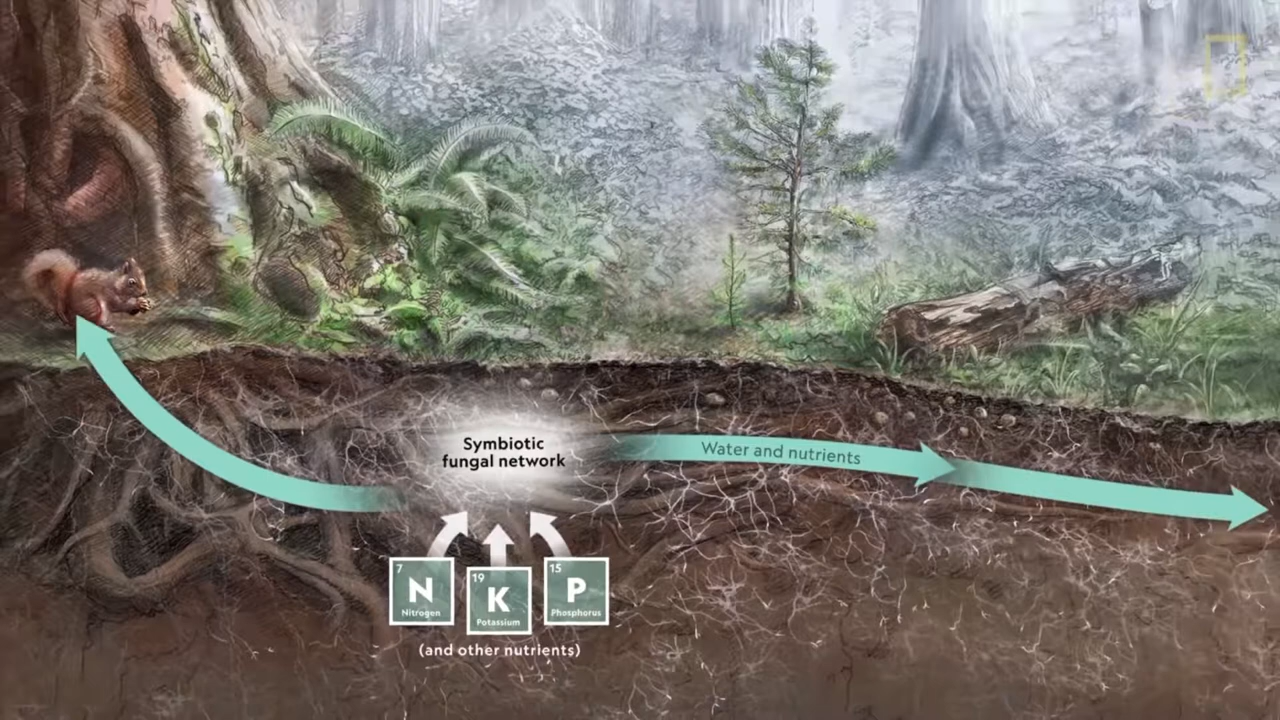 Symbiotic
fungal network
Water and nutrients
7
N
Nitrogen
19
K
Potassium
15
P
Phosphorus
(and other nutrients)